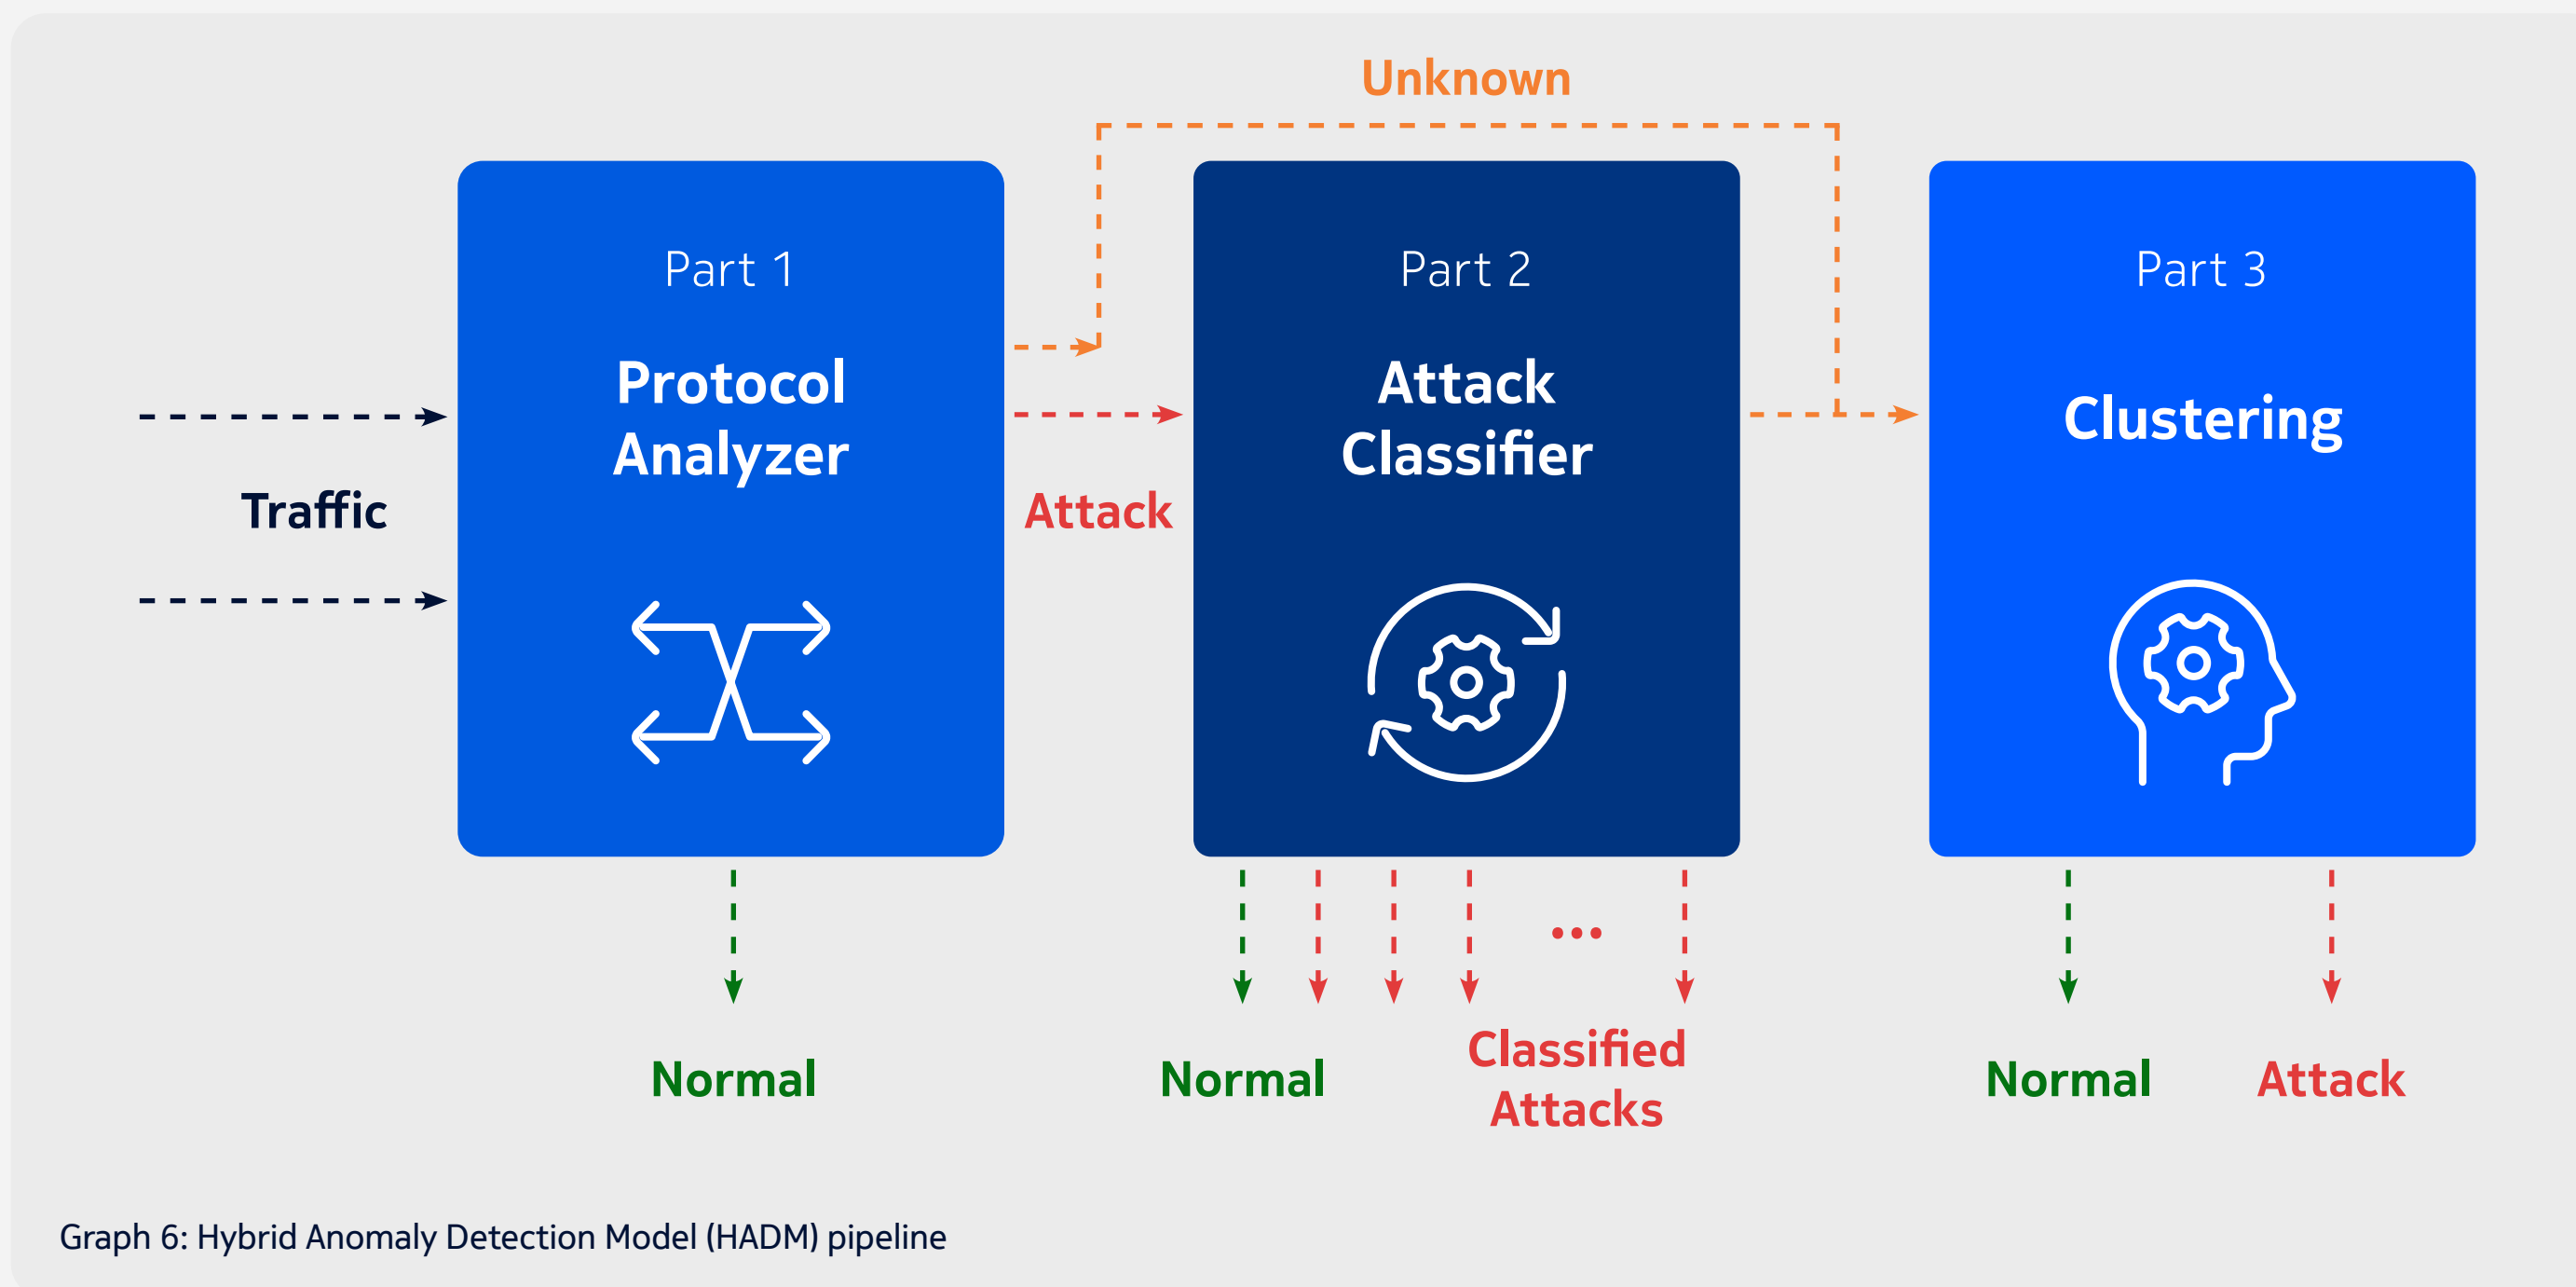 Unknown
Part 1
Protocol
Analyzer
Part 2
Attack
Classifier
Part 3
Clustering
Traffic
Attack
...
Normal
Normal
Classified
Attacks
Normal
Attack
Graph 6: Hybrid Anomaly Detection Model (HADM) pipeline